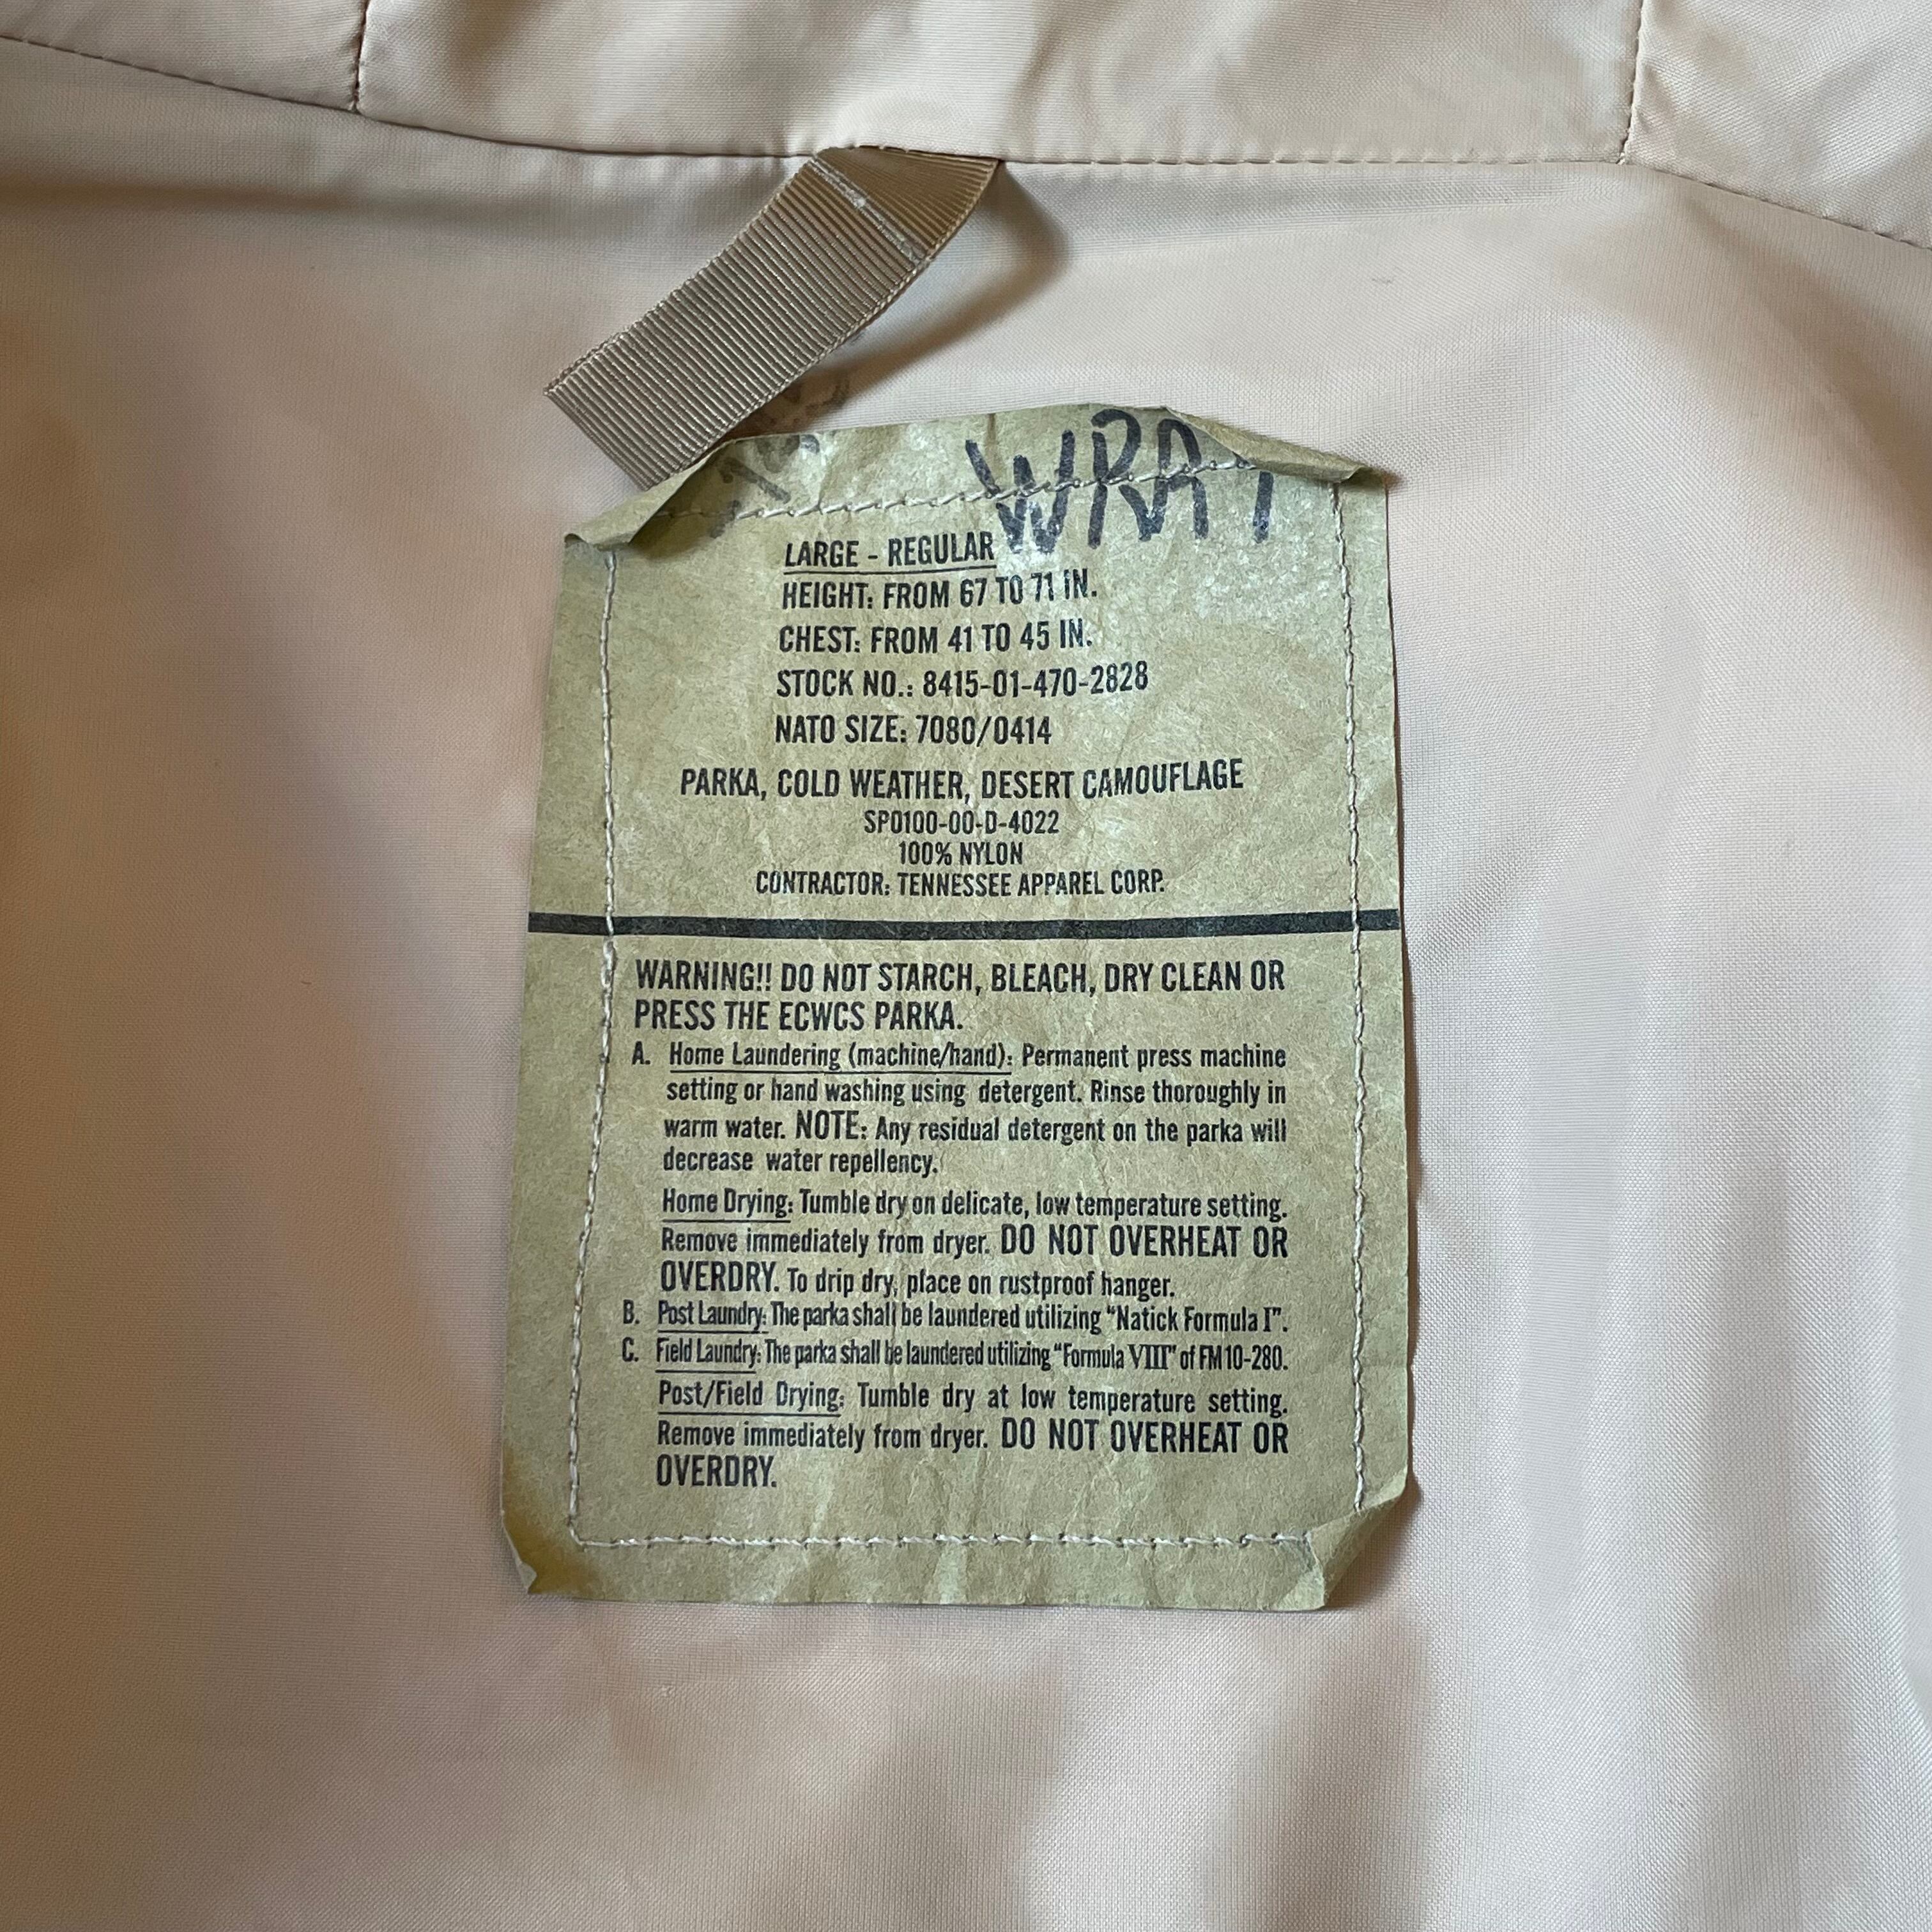 WRAY
LARGE - REGULAR
HEIGHT: FROM 67 TO 71 IN.
CHEST: FROM 41 TO 45 IN.
STOCK NO.: 8415-01-470-2828
NATO SIZE: 7080/0414
PARKA, COLD WEATHER, DESERT CAMOUFLAGE
SPO100-00-D-4022
100% NYLON
CONTRACTOR: TENNESSEE APPAREL CORP.
WARNING!! DO NOT STARCH, BLEACH, DRY CLEAN OR
PRESS THE ECWCS PARKA.
A. Home Laundering (machine/hand): Permanent press machine
setting or hand washing using detergent. Rinse thoroughly in
warm water. NOTE: Any residual detergent on the parka will
decrease water repellency.
Home Drying: Tumble dry on delicate, low temperature setting.
Remove immediately from dryer. DO NOT OVERHEAT OR
OVERDRY. To drip dry, place on rustproof hanger.
B. Post Laundry: The parka shall be laundered utilizing "Natick Formula I".
C. Field Laundry: The parka shall be laundered utilizing "Formula VIII" of FM 10-280.
Post/Field Drying: Tumble dry at low temperature setting.
Remove immediately from dryer. DO NOT OVERHEAT OR
OVERDRY.